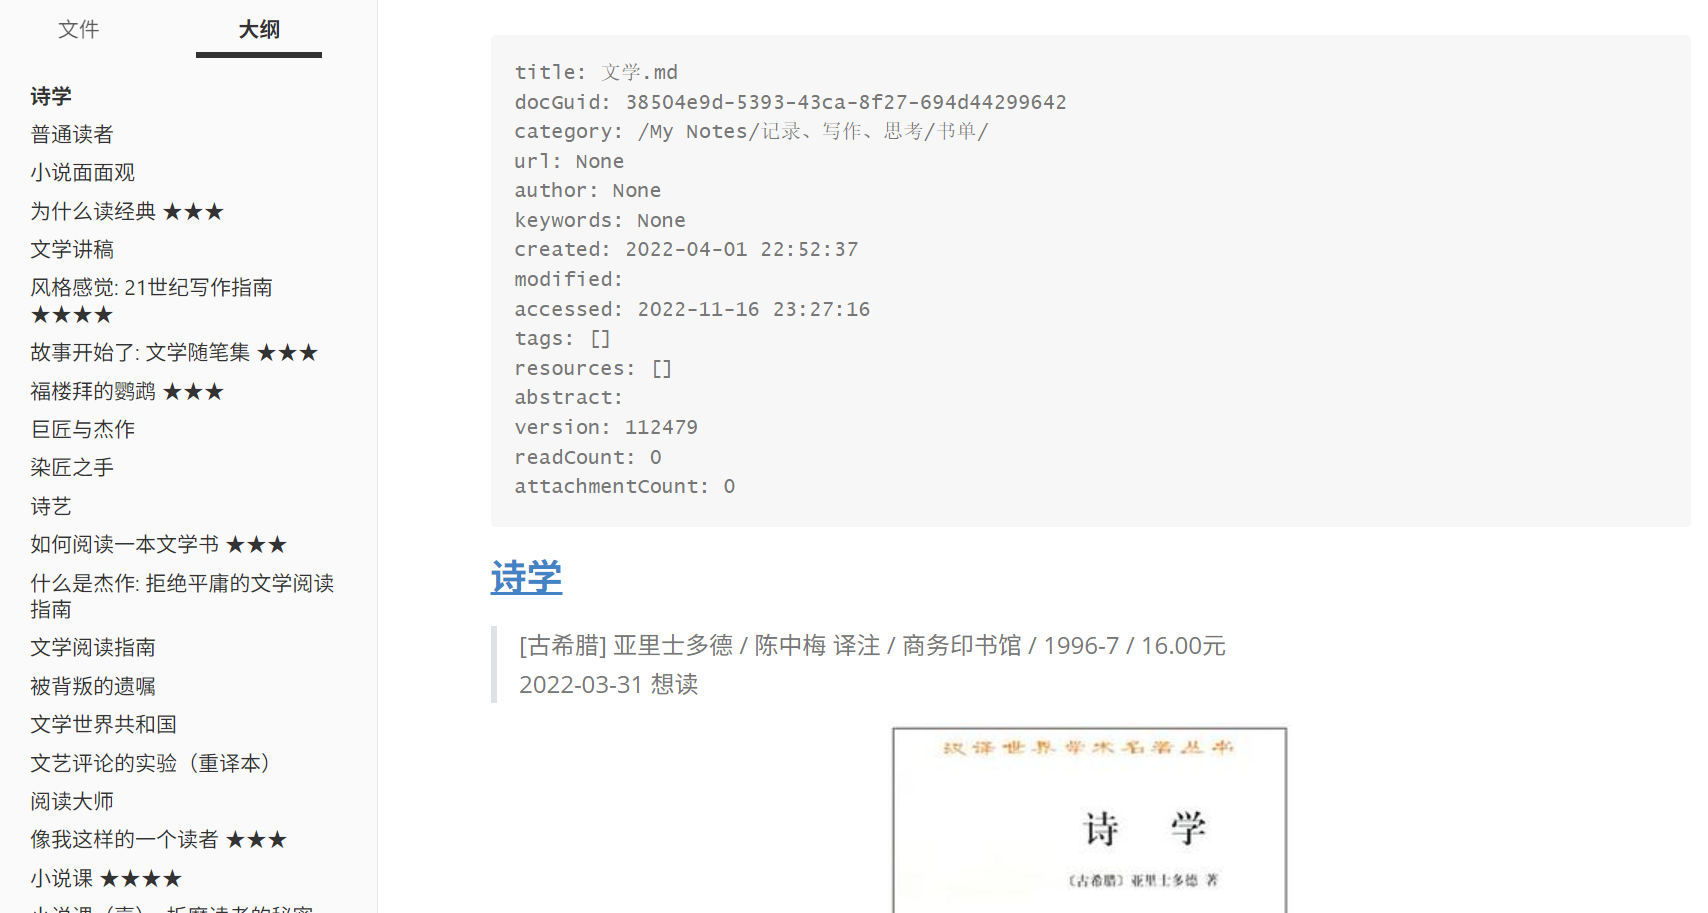 文件
大纲
诗学
普通读者
小说面面观
为什么读经典 ★★★
文学讲稿
风格感觉: 21世纪写作指南
★★★★
故事开始了: 文学随笔集 ★★★
福楼拜的鹦鹉 ★★★
巨匠与杰作
染匠之手
诗艺
如何阅读一本文学书 ★★★
什么是杰作: 拒绝平庸的文学阅读
指南
文学阅读指南
被背叛的遗嘱
文学世界共和国
文艺评论的实验（重译本）
阅读大师
像我这样的一个读者 ★★★
小说课 ★★★★
title: 文学.md
docGuid: 38504e9d-5393-43ca-8f27-694d44299642
category: /My Notes/记录、写作、思考/书单/
url: None
author: None
keywords: None
created: 2022-04-01 22:52:37
modified:
accessed: 2022-11-16 23:27:16
tags: []
resources: []
abstract:
version: 112479
readCount: 0
attachmentCount: 0
诗学
[古希腊] 亚里士多德 / 陈中梅 译注 / 商务印书馆 / 1996-7 / 16.00元
2022-03-31 想读
汉译世界学术名著丛书
诗 学
〔古希腊〕亚里士多德 著